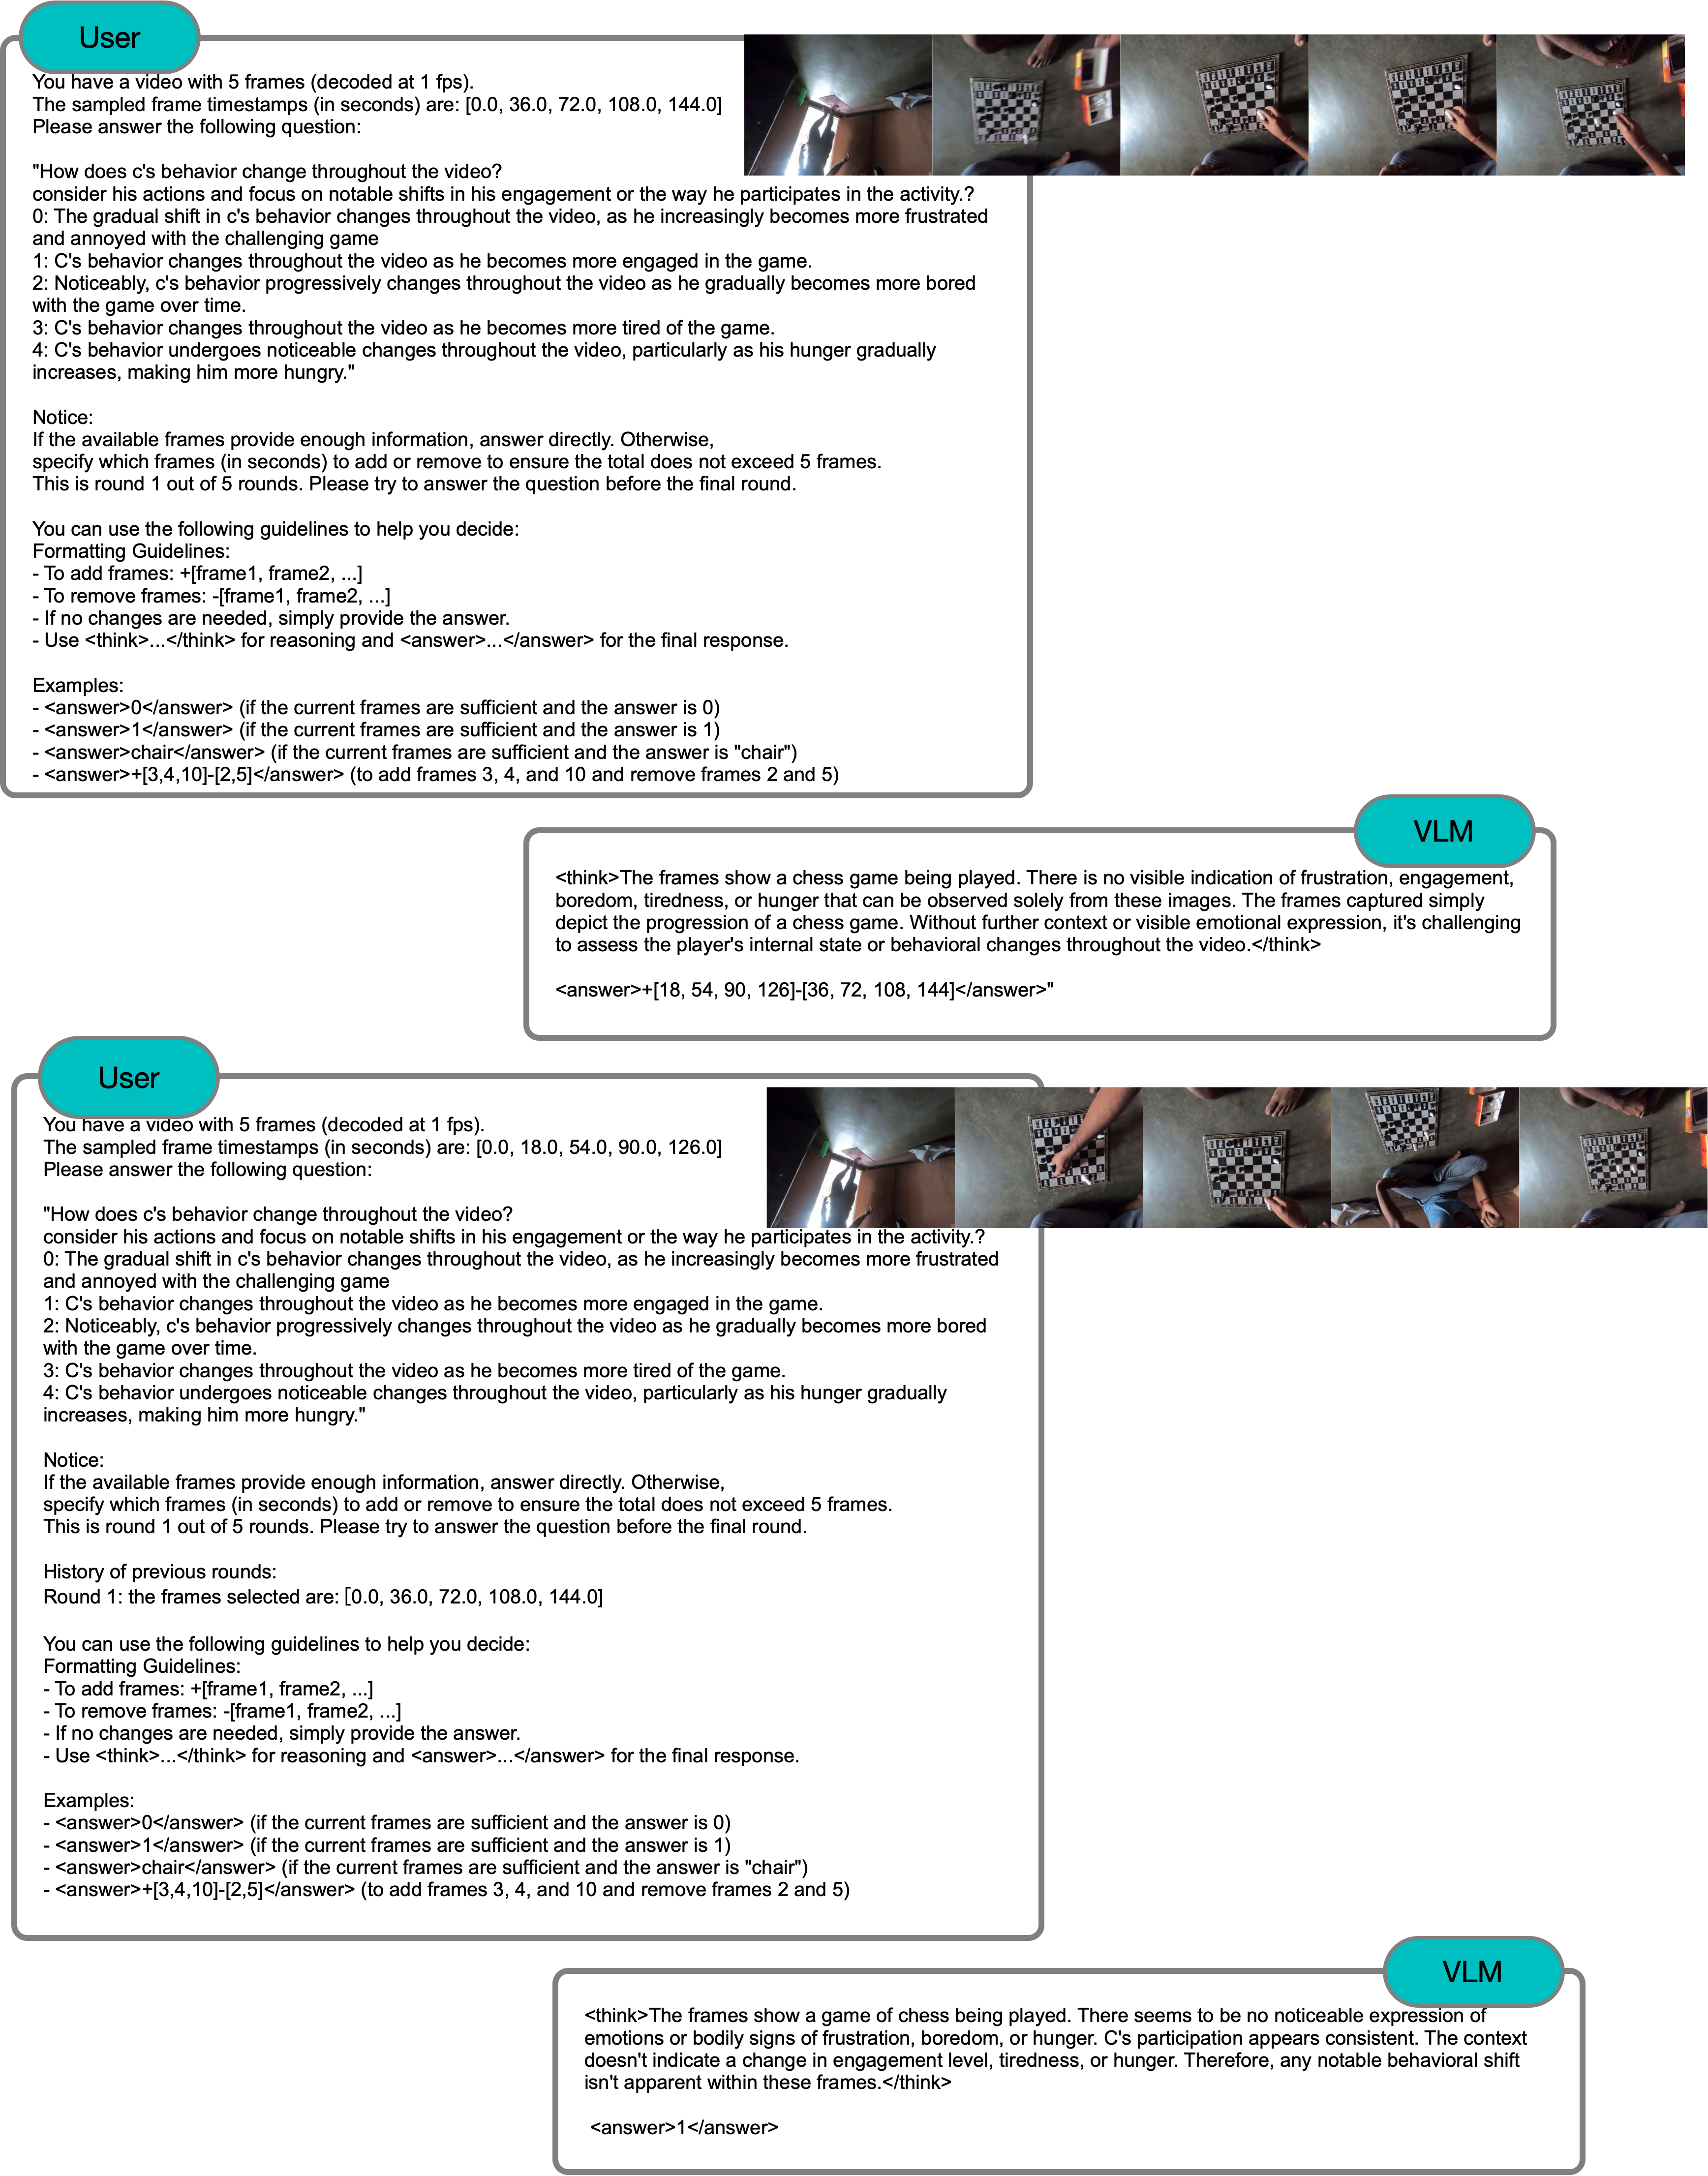 User
You have a video with 5 frames (decoded at 1 fps).
The sampled frame timestamps (in seconds) are: [0.0, 36.0, 72.0, 108.0, 144.0]
Please answer the following question:
"How does c's behavior change throughout the video?
consider his actions and focus on notable shifts in his engagement or the way he participates in the activity.?
0: The gradual shift in c's behavior changes throughout the video, as he increasingly becomes more frustrated
and annoyed with the challenging game
1: C's behavior changes throughout the video as he becomes more engaged in the game.
2: Noticeably, c's behavior progressively changes throughout the video as he gradually becomes more bored
with the game over time.
3: C's behavior changes throughout the video as he becomes more tired of the game.
4: C's behavior undergoes noticeable changes throughout the video, particularly as his hunger gradually
increases, making him more hungry."
Notice:
If the available frames provide enough information, answer directly. Otherwise,
specify which frames (in seconds) to add or remove to ensure the total does not exceed 5 frames.
This is round 1 out of 5 rounds. Please try to answer the question before the final round.
You can use the following guidelines to help you decide:
Formatting Guidelines:
- To add frames: +[frame1, frame2, ...]
- To remove frames: -[frame1, frame2, ...]
- If no changes are needed, simply provide the answer.
- Use <think>...</think> for reasoning and <answer>...</answer> for the final response.
Examples:
- <answer>0</answer> (if the current frames are sufficient and the answer is 0)
- <answer>1</answer> (if the current frames are sufficient and the answer is 1)
- <answer>chair</answer> (if the current frames are sufficient and the answer is "chair")
- <answer>+[3,4,10]-[2,5]</answer> (to add frames 3, 4, and 10 and remove frames 2 and 5)
VLM
<think>The frames show a chess game being played. There is no visible indication of frustration, engagement,
boredom, tiredness, or hunger that can be observed solely from these images. The frames captured simply
depict the progression of a chess game. Without further context or visible emotional expression, it's challenging
to assess the player's internal state or behavioral changes throughout the video.</think>
<answer>+[18, 54, 90, 126]-[36, 72, 108, 144]</answer>"
User
You have a video with 5 frames (decoded at 1 fps).
The sampled frame timestamps (in seconds) are: [0.0, 18.0, 54.0, 90.0, 126.0]
Please answer the following question:
"How does c's behavior change throughout the video?
consider his actions and focus on notable shifts in his engagement or the way he participates in the activity.?
0: The gradual shift in c's behavior changes throughout the video, as he increasingly becomes more frustrated
and annoyed with the challenging game
1: C's behavior changes throughout the video as he becomes more engaged in the game.
2: Noticeably, c's behavior progressively changes throughout the video as he gradually becomes more bored
with the game over time.
3: C's behavior changes throughout the video as he becomes more tired of the game.
4: C's behavior undergoes noticeable changes throughout the video, particularly as his hunger gradually
increases, making him more hungry."
Notice:
If the available frames provide enough information, answer directly. Otherwise,
specify which frames (in seconds) to add or remove to ensure the total does not exceed 5 frames.
This is round 1 out of 5 rounds. Please try to answer the question before the final round.
History of previous rounds:
Round 1: the frames selected are: [0.0, 36.0, 72.0, 108.0, 144.0]
You can use the following guidelines to help you decide:
Formatting Guidelines:
- To add frames: +[frame1, frame2, ...]
- To remove frames: -[frame1, frame2, ...]
- If no changes are needed, simply provide the answer.
- Use <think>...</think> for reasoning and <answer>...</answer> for the final response.
Examples:
- <answer>0</answer> (if the current frames are sufficient and the answer is 0)
- <answer>1</answer> (if the current frames are sufficient and the answer is 1)
- <answer>chair</answer> (if the current frames are sufficient and the answer is "chair")
- <answer>+[3,4,10]-[2,5]</answer> (to add frames 3, 4, and 10 and remove frames 2 and 5)
VLM
<think>The frames show a game of chess being played. There seems to be no noticeable expression of
emotions or bodily signs of frustration, boredom, or hunger. C's participation appears consistent. The context
doesn't indicate a change in engagement level, tiredness, or hunger. Therefore, any notable behavioral shift
isn't apparent within these frames.</think>
<answer>1</answer>